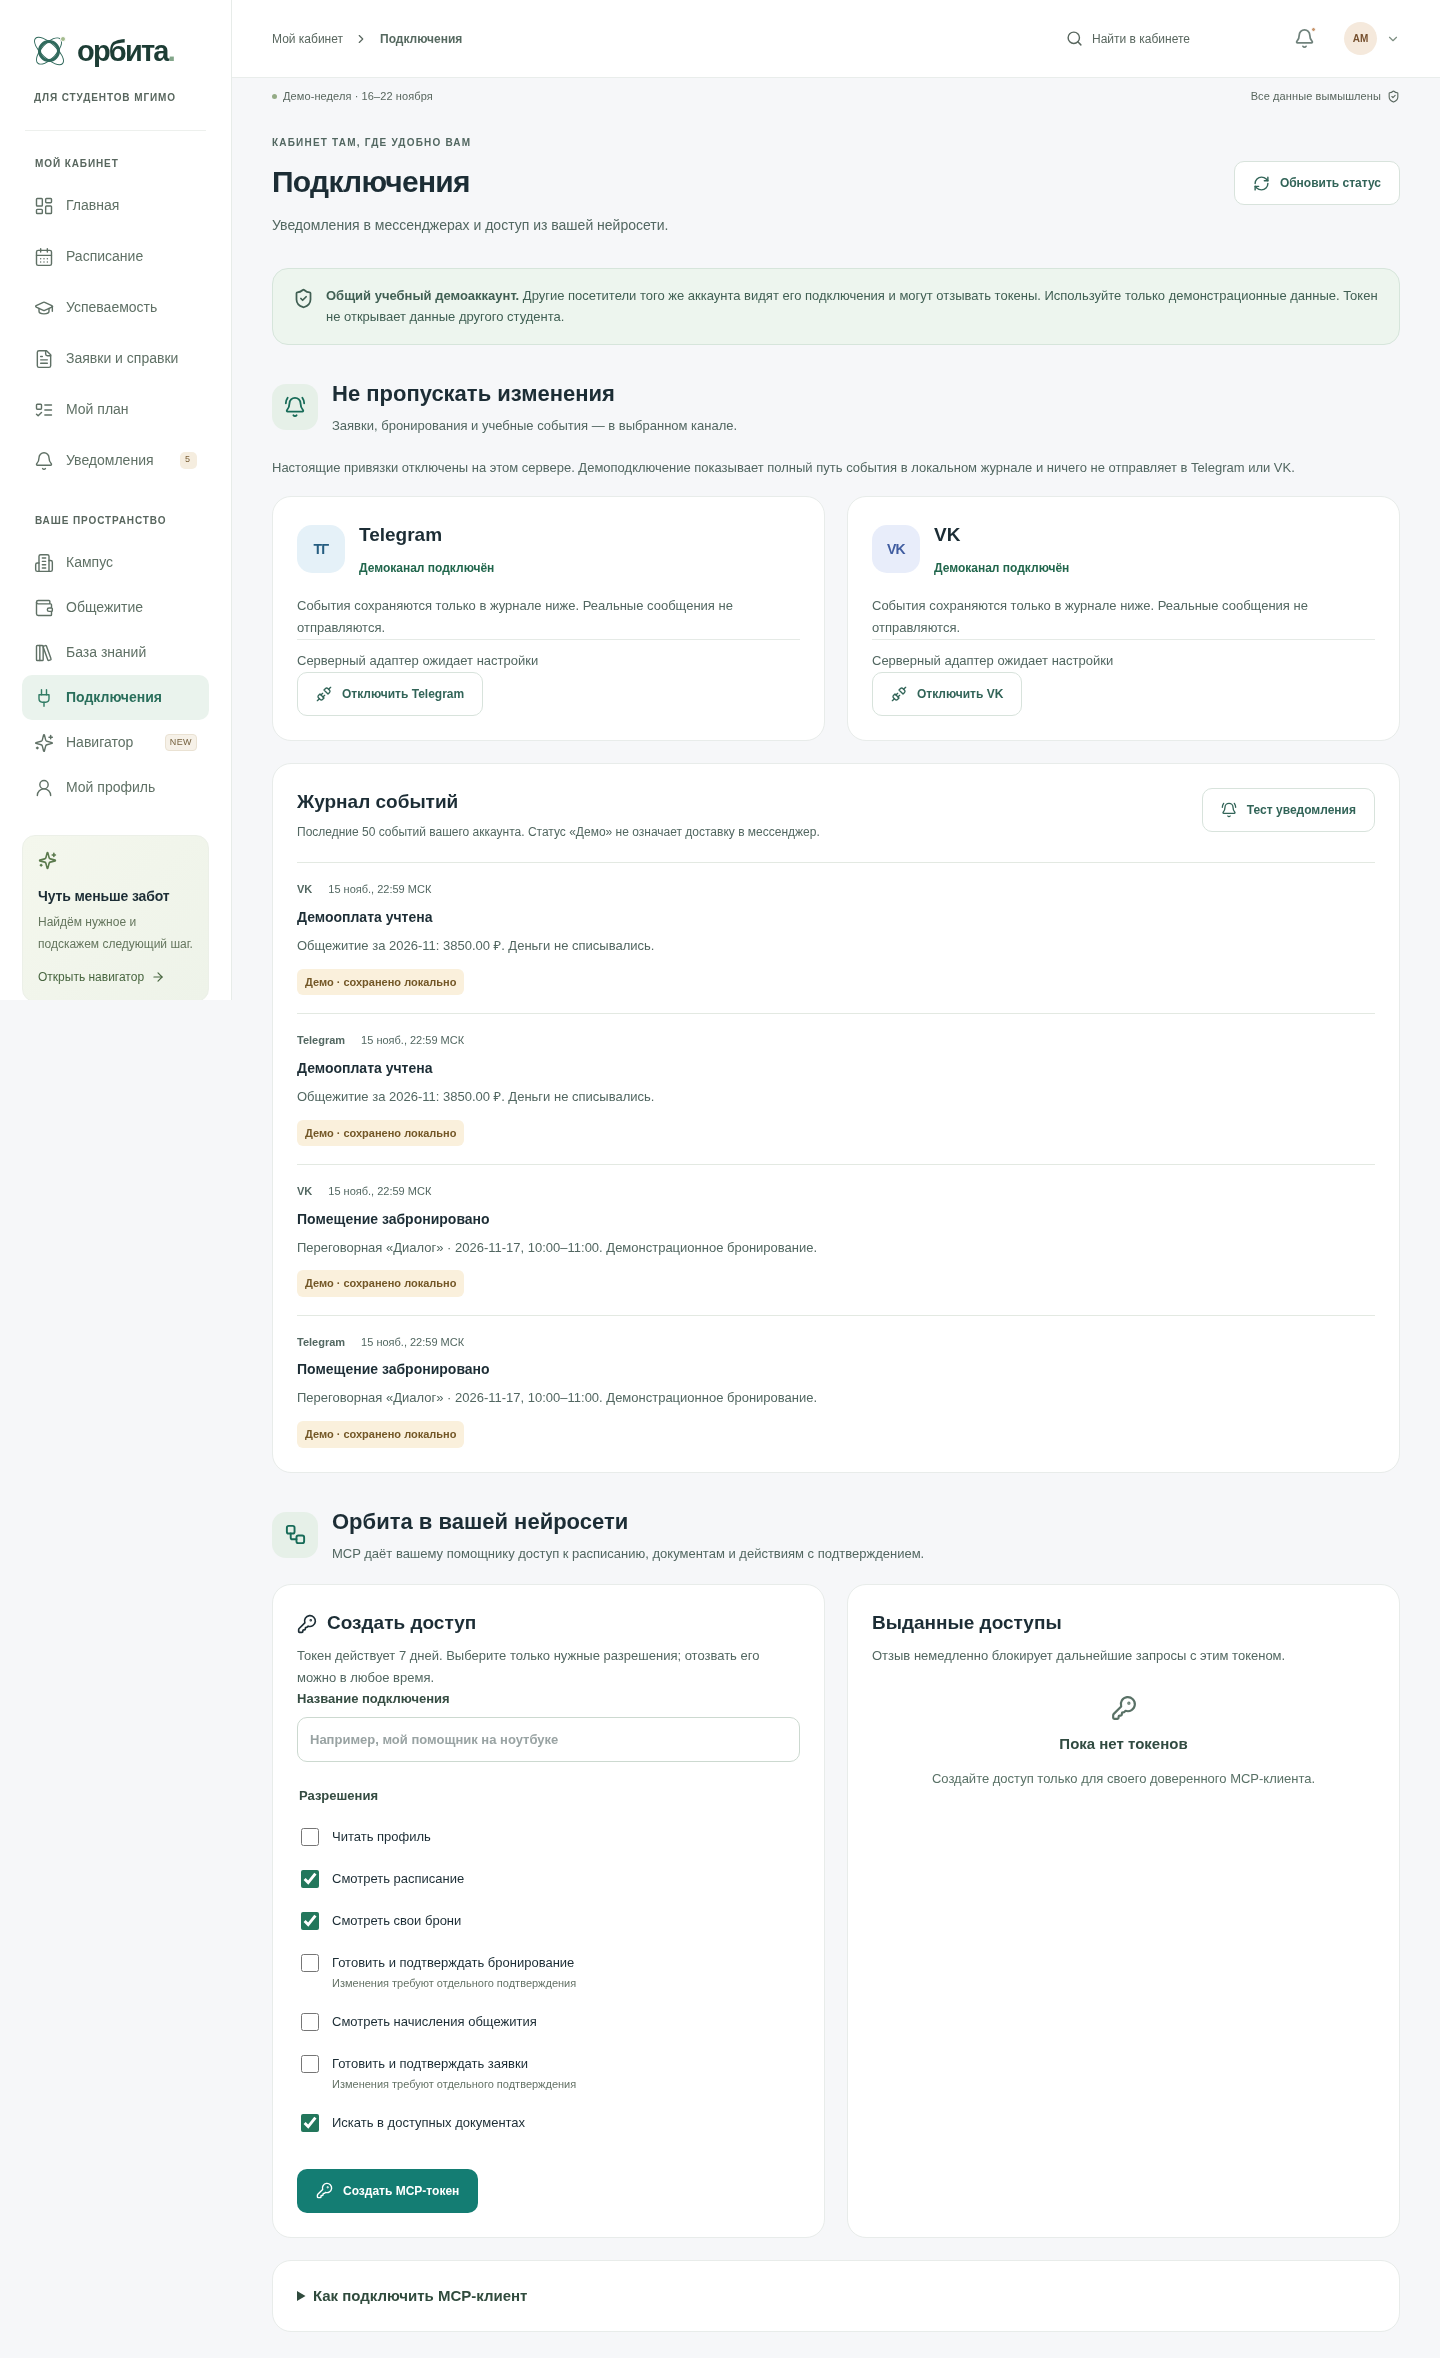 орбита.
ДЛЯ СТУДЕНТОВ МГИМО
МОЙ КАБИНЕТ
Главная
Расписание
Успеваемость
Заявки и справки
Мой план
Уведомления 5
ВАШЕ ПРОСТРАНСТВО
Кампус
Общежитие
База знаний
Подключения
Навигатор NEW
Мой профиль
Чуть меньше забот
Найдём нужное и
подскажем следующий шаг.
Открыть навигатор
Мой кабинет Подключения
Найти в кабинете
АМ
Демо-неделя · 16–22 ноября
Все данные вымышлены
КАБИНЕТ ТАМ, ГДЕ УДОБНО ВАМ
Подключения
Обновить статус
Уведомления в мессенджерах и доступ из вашей нейросети.
Общий учебный демоаккаунт. Другие посетители того же аккаунта видят его подключения и могут отзывать токены. Используйте только демонстрационные данные. Токен
не открывает данные другого студента.
Не пропускать изменения
Заявки, бронирования и учебные события — в выбранном канале.
Настоящие привязки отключены на этом сервере. Демоподключение показывает полный путь события в локальном журнале и ничего не отправляет в Telegram или VK.
ТГ
Telegram
Демоканал подключён
События сохраняются только в журнале ниже. Реальные сообщения не
отправляются.
Серверный адаптер ожидает настройки
Отключить Telegram
VK
VK
Демоканал подключён
События сохраняются только в журнале ниже. Реальные сообщения не
отправляются.
Серверный адаптер ожидает настройки
Отключить VK
Журнал событий
Последние 50 событий вашего аккаунта. Статус «Демо» не означает доставку в мессенджер.
Тест уведомления
VK 15 нояб., 22:59 МСК
Демооплата учтена
Общежитие за 2026-11: 3850.00 ₽. Деньги не списывались.
Демо · сохранено локально
Telegram 15 нояб., 22:59 МСК
Демооплата учтена
Общежитие за 2026-11: 3850.00 ₽. Деньги не списывались.
Демо · сохранено локально
VK 15 нояб., 22:59 МСК
Помещение забронировано
Переговорная «Диалог» · 2026-11-17, 10:00–11:00. Демонстрационное бронирование.
Демо · сохранено локально
Telegram 15 нояб., 22:59 МСК
Помещение забронировано
Переговорная «Диалог» · 2026-11-17, 10:00–11:00. Демонстрационное бронирование.
Демо · сохранено локально
Орбита в вашей нейросети
MCP даёт вашему помощнику доступ к расписанию, документам и действиям с подтверждением.
Создать доступ
Токен действует 7 дней. Выберите только нужные разрешения; отозвать его
можно в любое время.
Название подключения
Например, мой помощник на ноутбуке
Разрешения
Читать профиль
Смотреть расписание
Смотреть свои брони
Готовить и подтверждать бронирование
Изменения требуют отдельного подтверждения
Смотреть начисления общежития
Готовить и подтверждать заявки
Изменения требуют отдельного подтверждения
Искать в доступных документах
Создать MCP-токен
Выданные доступы
Отзыв немедленно блокирует дальнейшие запросы с этим токеном.
Пока нет токенов
Создайте доступ только для своего доверенного MCP-клиента.
Как подключить MCP-клиент